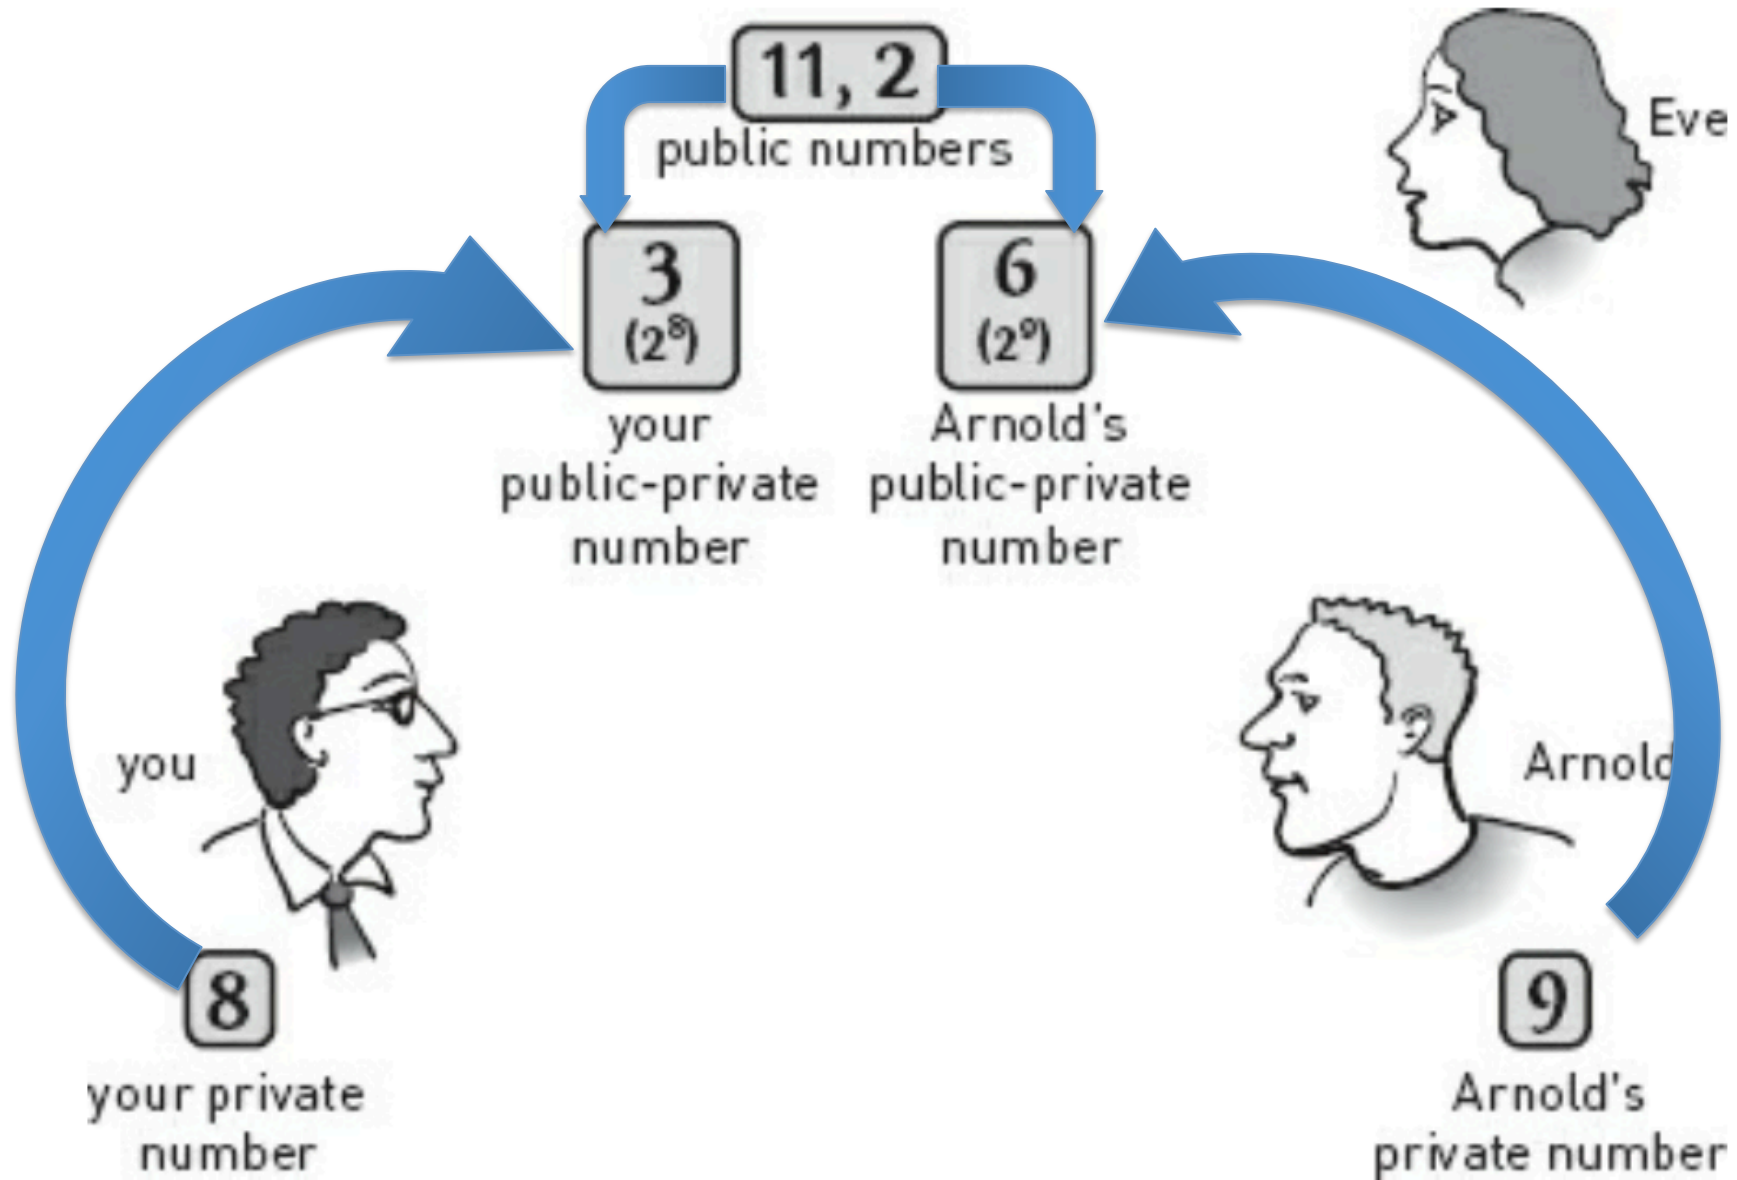 11, 2
public numbers
Eve
3
(2⁸)
6
(2⁹)
your
public-private
number
Arnold's
public-private
number
you
Arnold
8
9
your private
number
Arnold's
private number